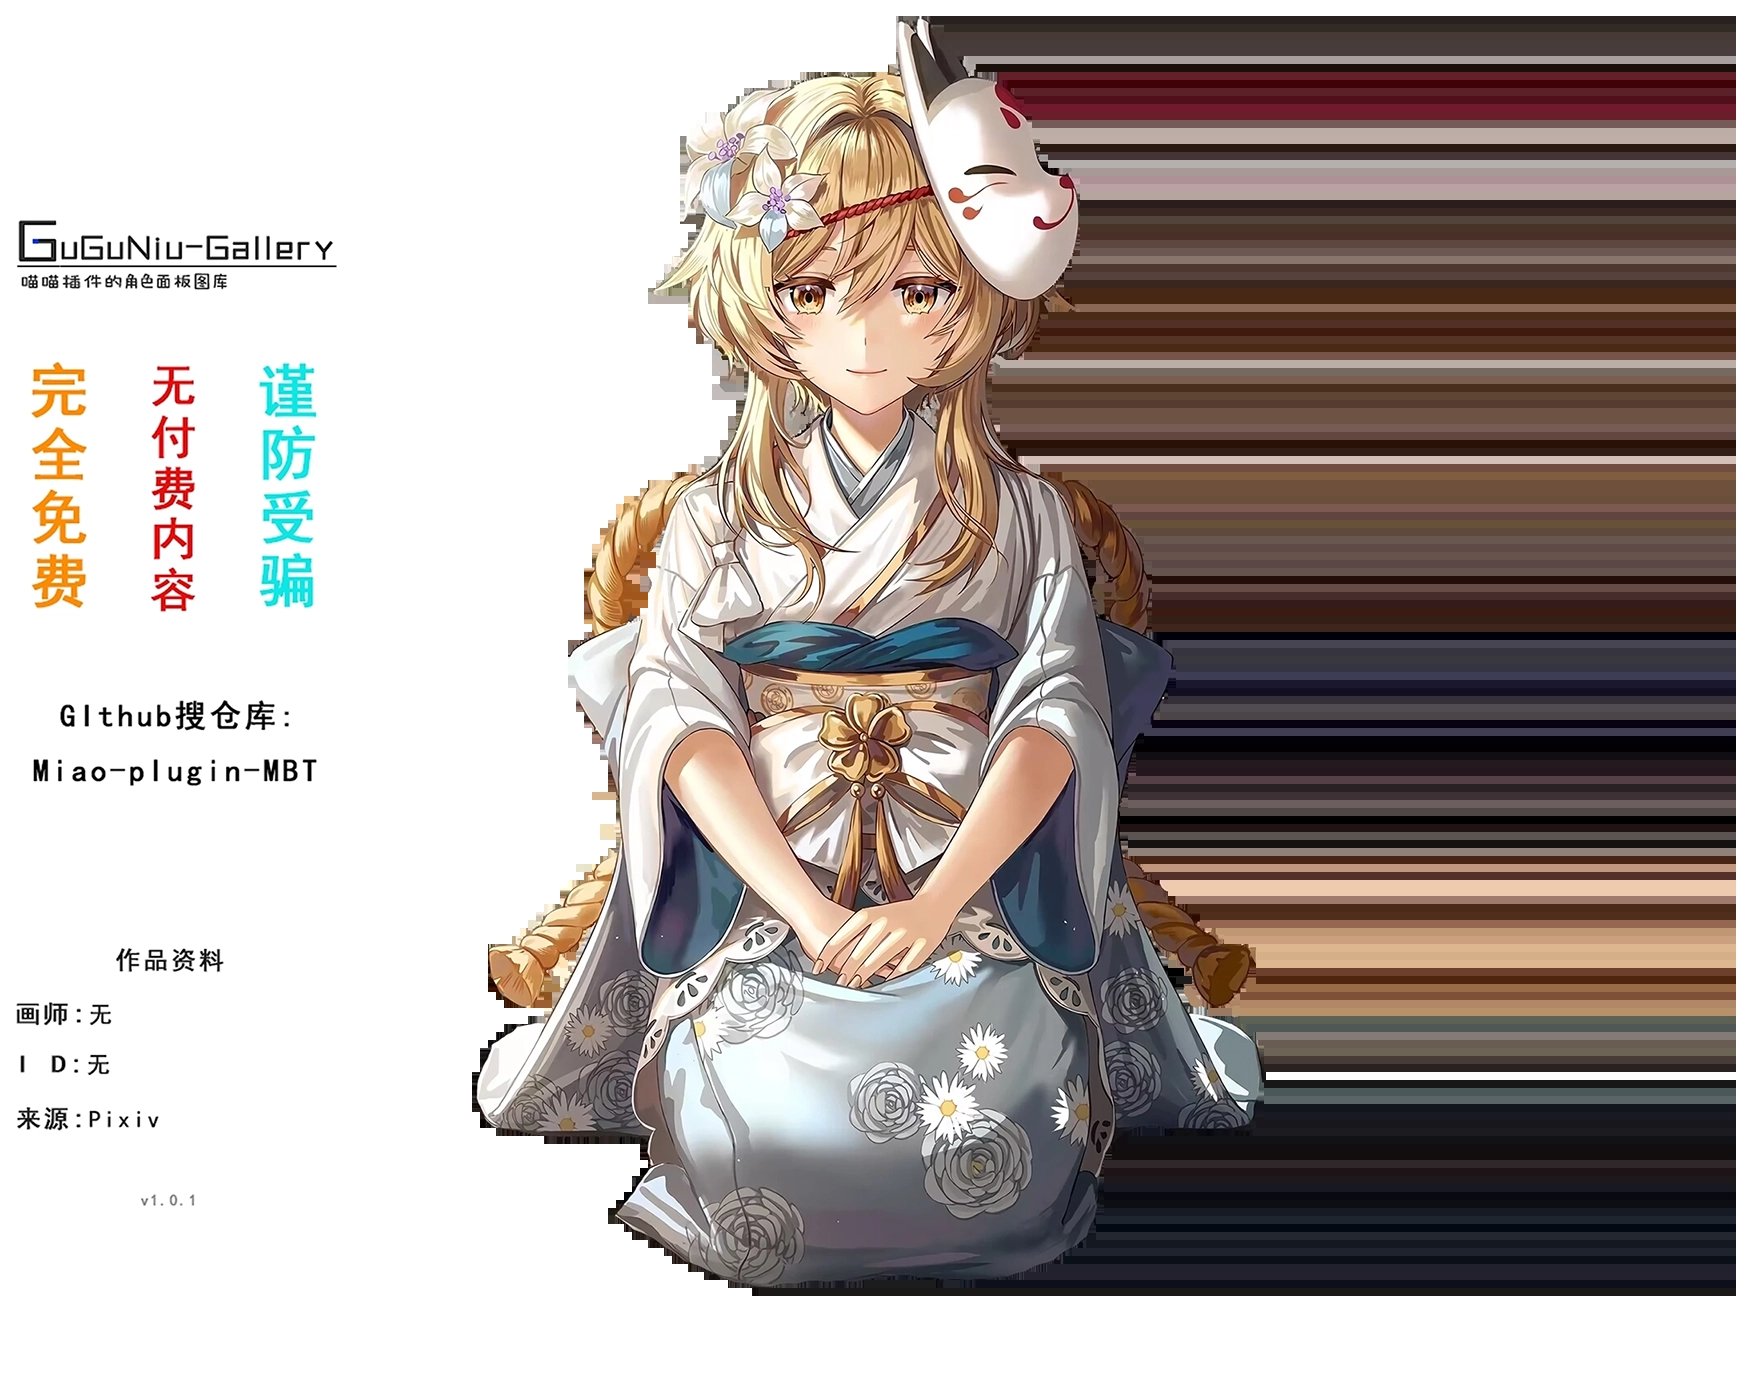 GuGuNiu-Gallery
喵喵插件的角色面板图库
完全免费
无付费内容
谨防受骗
GIthub搜仓库:
Miao-plugin-MBT
作品资料
画师:无
I D:无
来源:Pixiv
v1.0.1